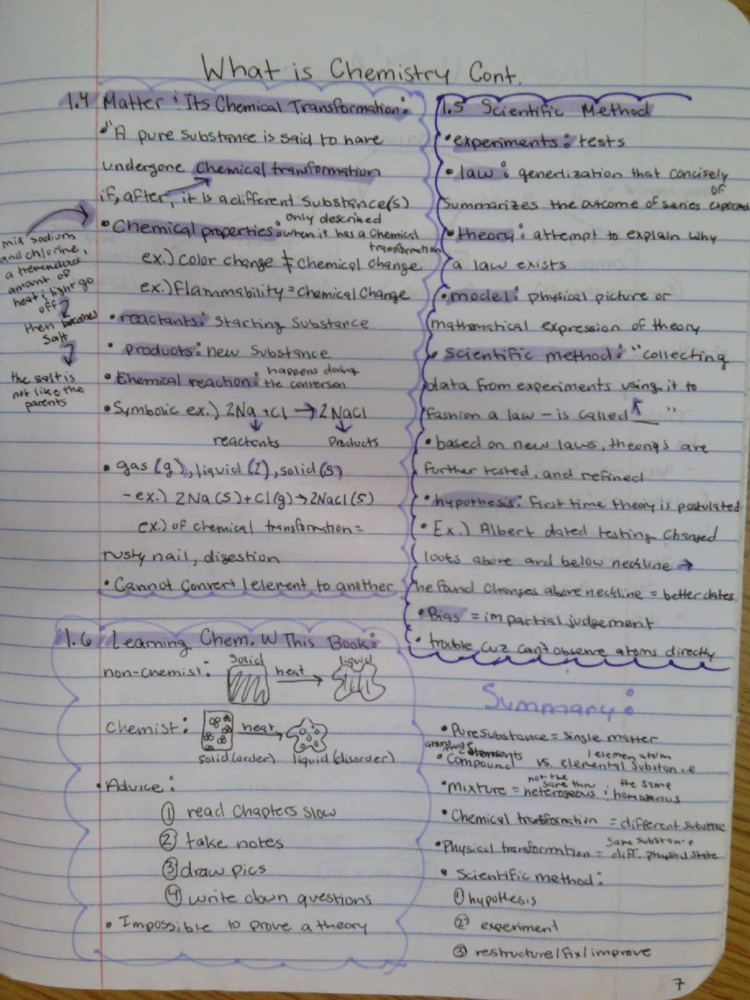 What is Chemistry Cont.
1.4 Matter & Its Chemical Transformation:
• "A pure substance is said to have
undergone chemical transformation
if, after, it is a different substance(s)
• Chemical properties: only described
when it has a chemical
transformation
ex.) color change ≠ chemical change
ex.) flammability = chemical change
• reactants: starting substance
• products: new substance
• Chemical reaction: happens during
the conversion
• Symbolic ex.) 2Na + Cl → 2NaCl
reactants products
• gas (g), liquid (l), solid (s)
- ex.) 2Na (s) + Cl (g) → 2NaCl (s)
ex.) of chemical transformation =
rusty nail, digestion
• Cannot convert 1 element to another
mix sodium
and chlorine,
a tremendous
amount of
heat & light go
off
then becomes
salt
the salt is
not like the
parents
1.5 Scientific Method
• experiments: tests
• law: generlization that concisely
summarizes the outcome of series of
• theory: attempt to explain why
a law exists
• model: physical picture or
mathmatical expression of theory
• scientific method: "collecting
data from experiments using it to
fashion a law - is called __ "
• based on new laws, theory's are
further tested, and refined
• hypothesis: first time theory is postulated
• Ex.) Albert dated testing changed
looks above and below neckline →
he found changes above neckline = better dates
• Bias = impartial judgement
• trouble cuz can't observe atoms directly
1.6 Learning Chem. W This Book:
non-chemist: solid heat → liquid
Chemist: heat →
solid (order) liquid (disorder)
• Advice:
① read chapters slow
② take notes
③ draw pics
④ write down questions
• Impossible to prove a theory
Summary:
• Pure substance = single matter
atoms made 2 elements 1 elemen atom
• Compound vs. elemental substance
not the same thru the same
• Mixture = heterogeous & homogenus
• Chemical transformation = different substance
same substance
• Physical transformation = diff. physical state
• Scientific method:
① hypothesis
② experiment
③ restructure/fix/improve
7